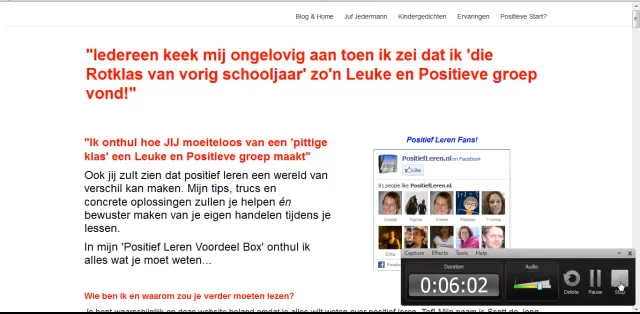 Blog & Home Juf Jedermann Kindergedichten Ervaringen Positieve Start?
"Iedereen keek mij ongelovig aan toen ik zei dat ik 'die
Rotklas van vorig schooljaar' zo'n Leuke en Positieve groep
vond!"
"Ik onthul hoe JIJ moeiteloos van een 'pittige
klas' een Leuke en Positieve groep maakt"
Ook jij zult zien dat positief leren een wereld van
verschil kan maken. Mijn tips, trucs en
concrete oplossingen zullen je helpen én
bewuster maken van je eigen handelen tijdens je
lessen.
In mijn 'Positief Leren Voordeel Box' onthul ik
alles wat je moet weten...
Wie ben ik en waarom zou je verder moeten lezen?
Positief Leren Fans!
PositiefLeren.nl on Facebook
Like
81 people like PositiefLeren.nl
Capture Effects Tools Help
Duration
0:06:02
Audio
Delete Pause Stop